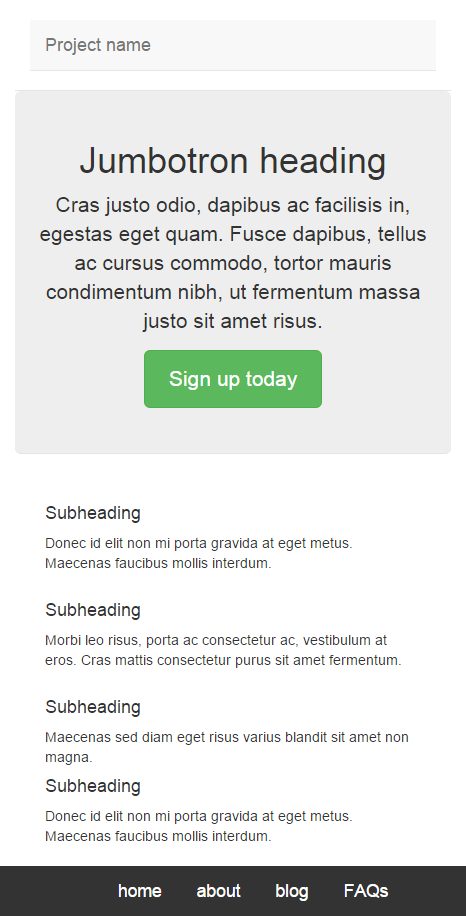 Project name
Jumbotron heading
Cras justo odio, dapibus ac facilisis in,
egestas eget quam. Fusce dapibus, tellus
ac cursus commodo, tortor mauris
condimentum nibh, ut fermentum massa
justo sit amet risus.
Sign up today
Subheading
Donec id elit non mi porta gravida at eget metus.
Maecenas faucibus mollis interdum.
Subheading
Morbi leo risus, porta ac consectetur ac, vestibulum at
eros. Cras mattis consectetur purus sit amet fermentum.
Subheading
Maecenas sed diam eget risus varius blandit sit amet non
magna.
Subheading
Donec id elit non mi porta gravida at eget metus.
Maecenas faucibus mollis interdum.
home about blog FAQs